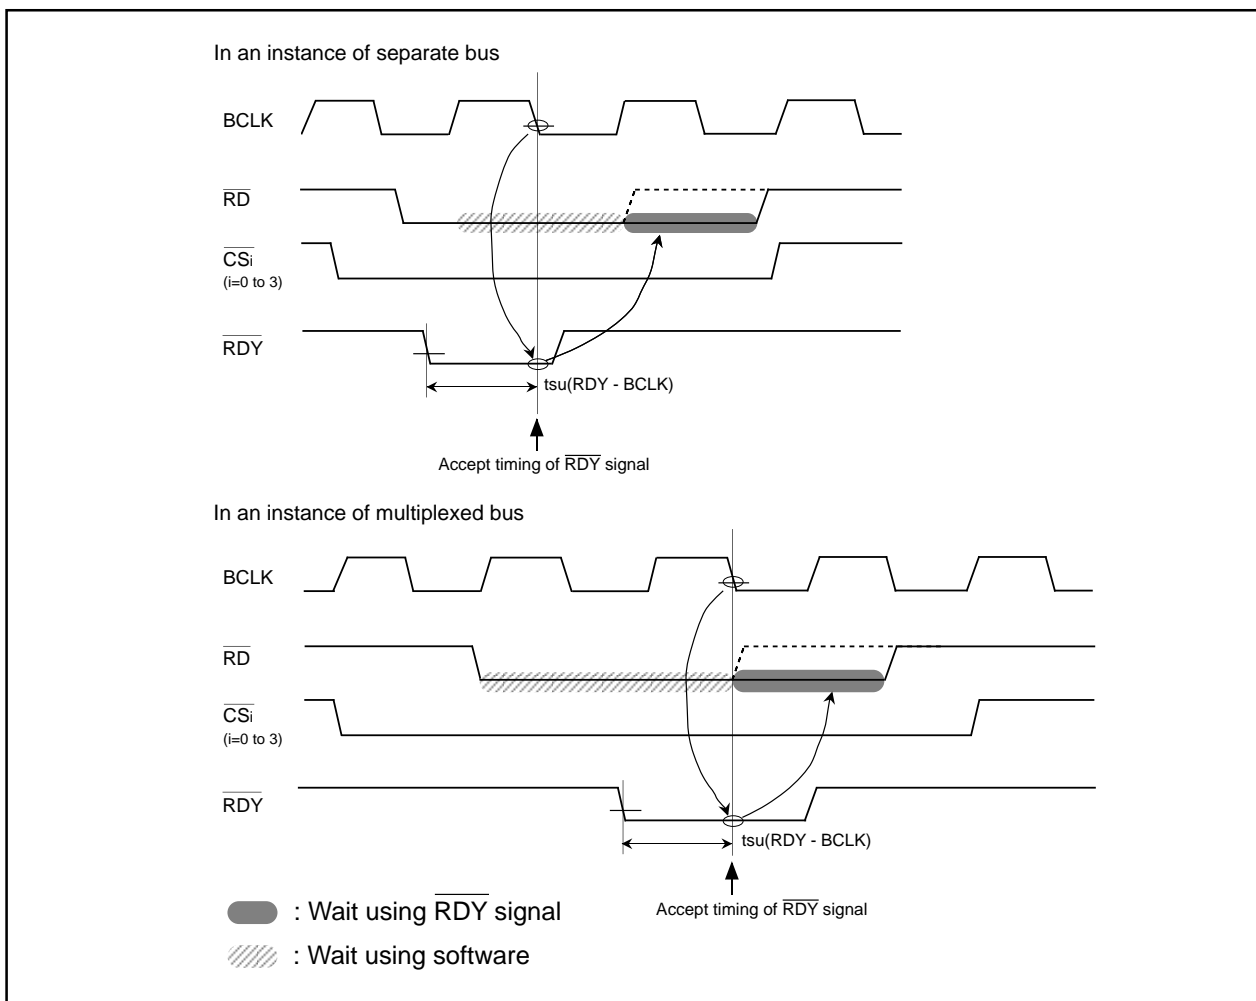 In an instance of separate bus
BCLK
RD
CSi
(i=0 to 3)
RDY
tsu(RDY - BCLK)
Accept timing of RDY signal
In an instance of multiplexed bus
BCLK
RD
CSi
(i=0 to 3)
RDY
tsu(RDY - BCLK)
Accept timing of RDY signal
: Wait using RDY signal
: Wait using software